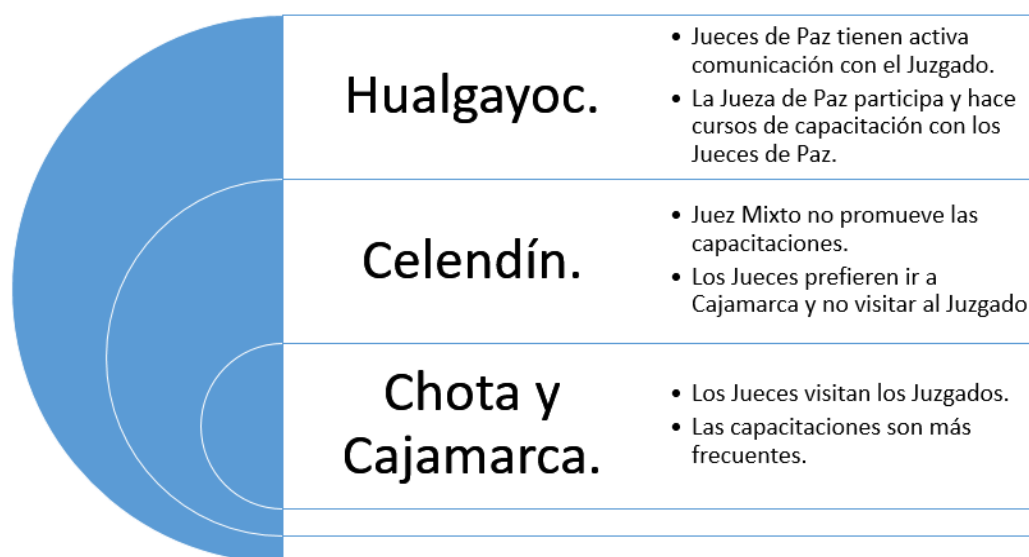 Hualgayoc.
• Jueces de Paz tienen activa
comunicación con el Juzgado.
• La Jueza de Paz participa y hace
cursos de capacitación con los
Jueces de Paz.
Celendín.
• Juez Mixto no promueve las
capacitaciones.
• Los Jueces prefieren ir a
Cajamarca y no visitar al Juzgado
Chota y
Cajamarca.
• Los Jueces visitan los Juzgados.
• Las capacitaciones son más
frecuentes.